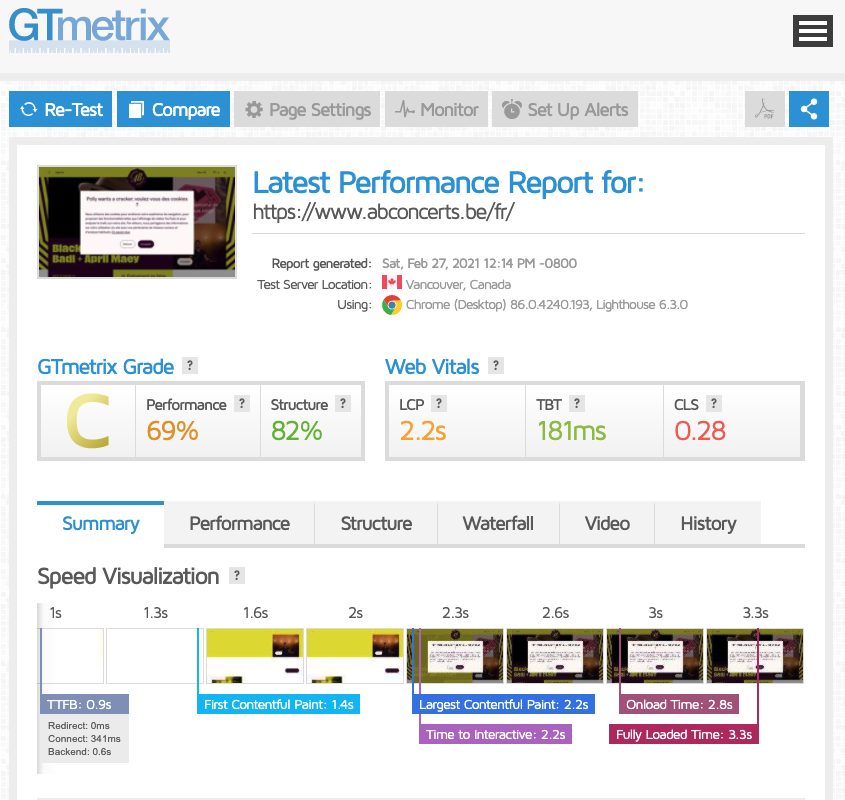 GTmetrix
Re-Test Compare Page Settings Monitor Set Up Alerts PDF
Polly wants a cracker: voulez vous des cookies
?
Black
Badi + April Maey
Latest Performance Report for:
https://www.abconcerts.be/fr/
Report generated: Sat, Feb 27, 2021 12:14 PM -0800
Test Server Location: Vancouver, Canada
Using: Chrome (Desktop) 86.0.4240.193, Lighthouse 6.3.0
GTmetrix Grade ?
Web Vitals ?
C
Performance ?
69%
Structure ?
82%
LCP ?
2.2s
TBT ?
181ms
CLS ?
0.28
Summary Performance Structure Waterfall Video History
Speed Visualization ?
1s 1.3s 1.6s 2s 2.3s 2.6s 3s 3.3s
TTFB: 0.9s First Contentful Paint: 1.4s Largest Contentful Paint: 2.2s Onload Time: 2.8s
Redirect: 0ms
Connect: 341ms
Backend: 0.6s
Time to Interactive: 2.2s Fully Loaded Time: 3.3s